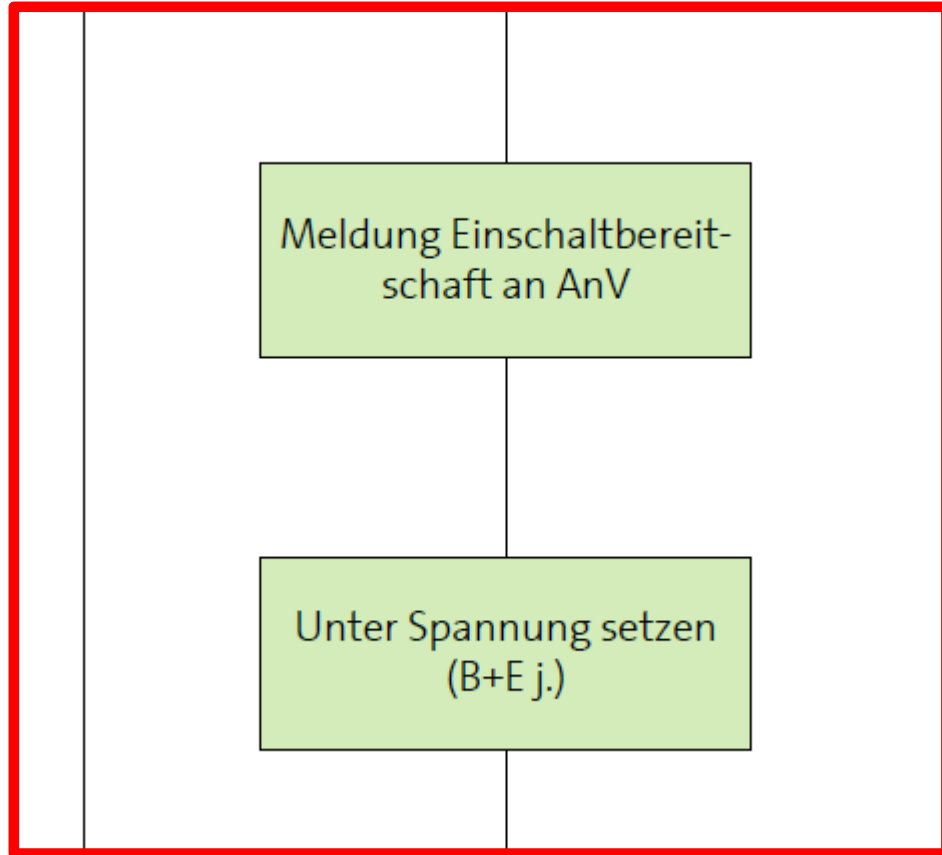 Meldung Einschaltbereit-
schaft an AnV
Unter Spannung setzen
(B+E j.)